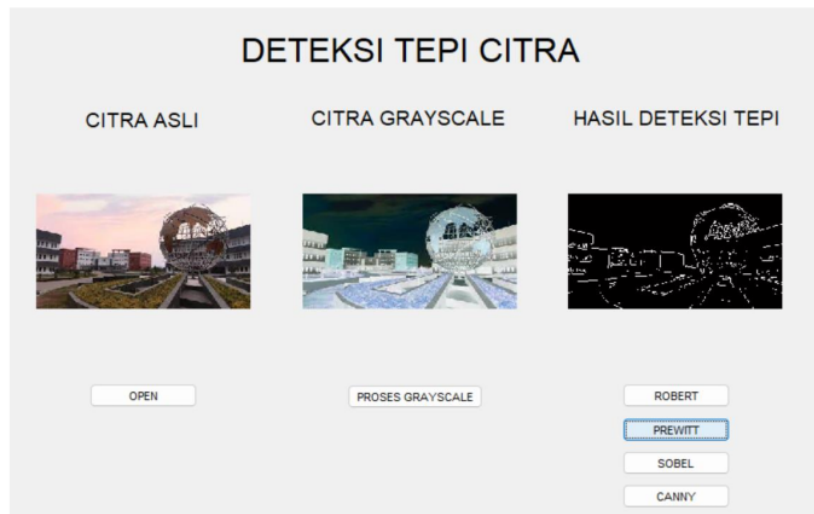 DETEKSI TEPI CITRA
CITRA ASLI
CITRA GRAYSCALE
HASIL DETEKSI TEPI
OPEN
PROSES GRAYSCALE
ROBERT
PREWITT
SOBEL
CANNY